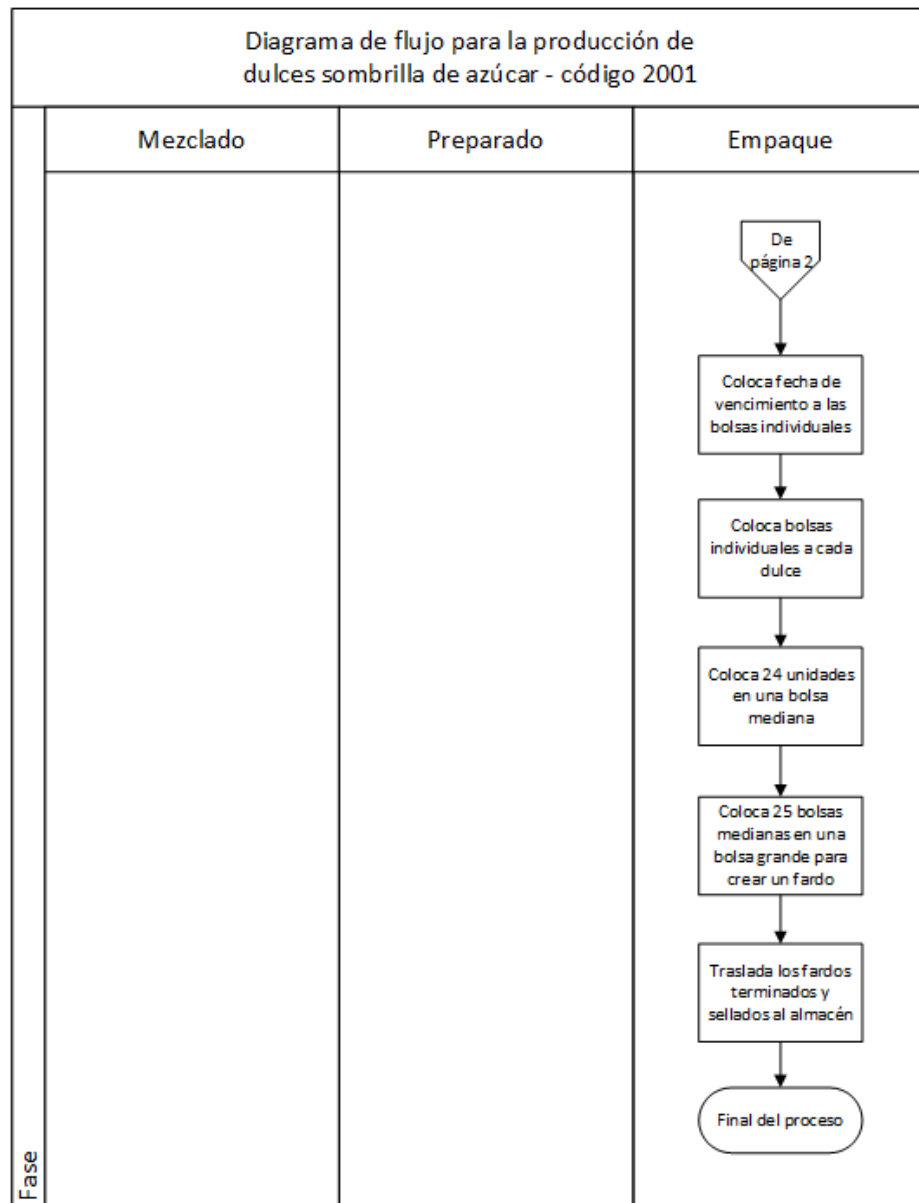 Diagrama de flujo para la producción de
dulces sombrilla de azúcar - código 2001
Mezclado
Preparado
Empaque
De
página 2
Coloca fecha de
vencimiento a las
bolsas individuales
Coloca bolsas
individuales a cada
dulce
Coloca 24 unidades
en una bolsa
mediana
Coloca 25 bolsas
medianas en una
bolsa grande para
crear un fardo
Traslada los fardos
terminados y
sellados al almacén
Final del proceso
Fase